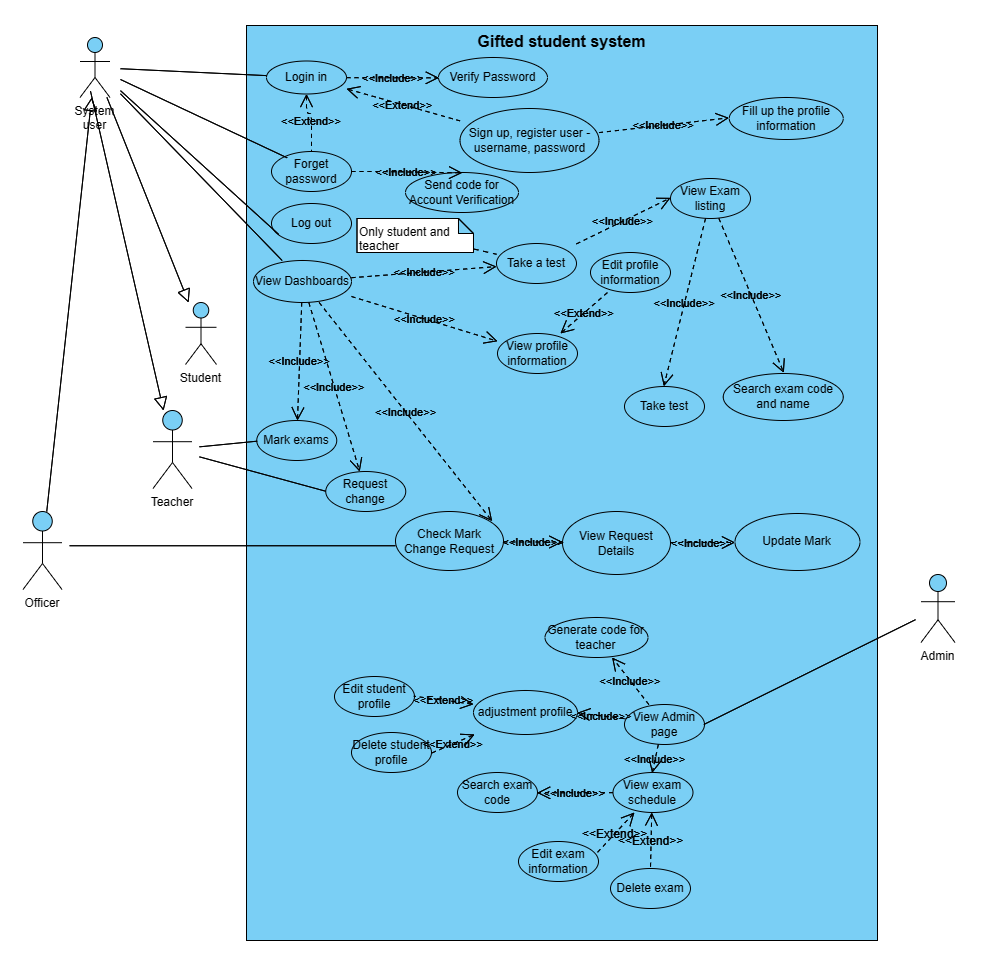 Gifted student system
Login in
<<Include>>
Verify Password
System
user
<<Extend>>
<<Extend>>
Sign up, register user -
username, password
<<Include>>
Fill up the profile
information
Forget
password
<<Include>>
Send code for
Account Verification
View Exam
listing
Log out
Only student and
teacher
<<Include>>
View Dashboards
<<Include>>
Take a test
Edit profile
information
<<Include>>
<<Include>>
<<Extend>>
<<Include>>
View profile
information
Student
<<Include>>
<<Include>>
<<Include>>
Take test
Search exam code
and name
Mark exams
Teacher
Request
change
Check Mark
Change Request
<<Include>>
View Request
Details
<<Include>>
Update Mark
Officer
Admin
Generate code for
teacher
<<Include>>
Edit student
profile
<<Extend>>
adjustment profile
<<Include>>
View Admin
page
Delete student
profile
<<Extend>>
<<Include>>
Search exam
code
<<Include>>
View exam
schedule
<<Extend>>
<<Extend>>
Edit exam
information
Delete exam